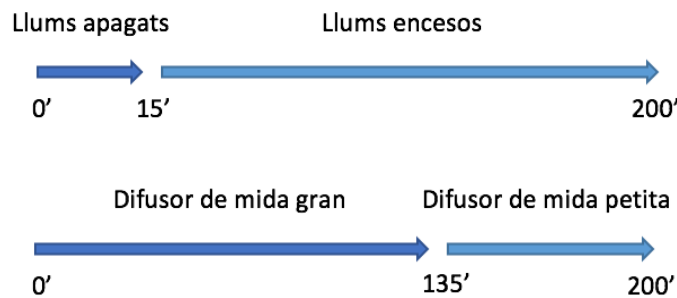 Llums apagats Llums encesos
0’ 15’ 200’
Difusor de mida gran Difusor de mida petita
0’ 135’ 200’